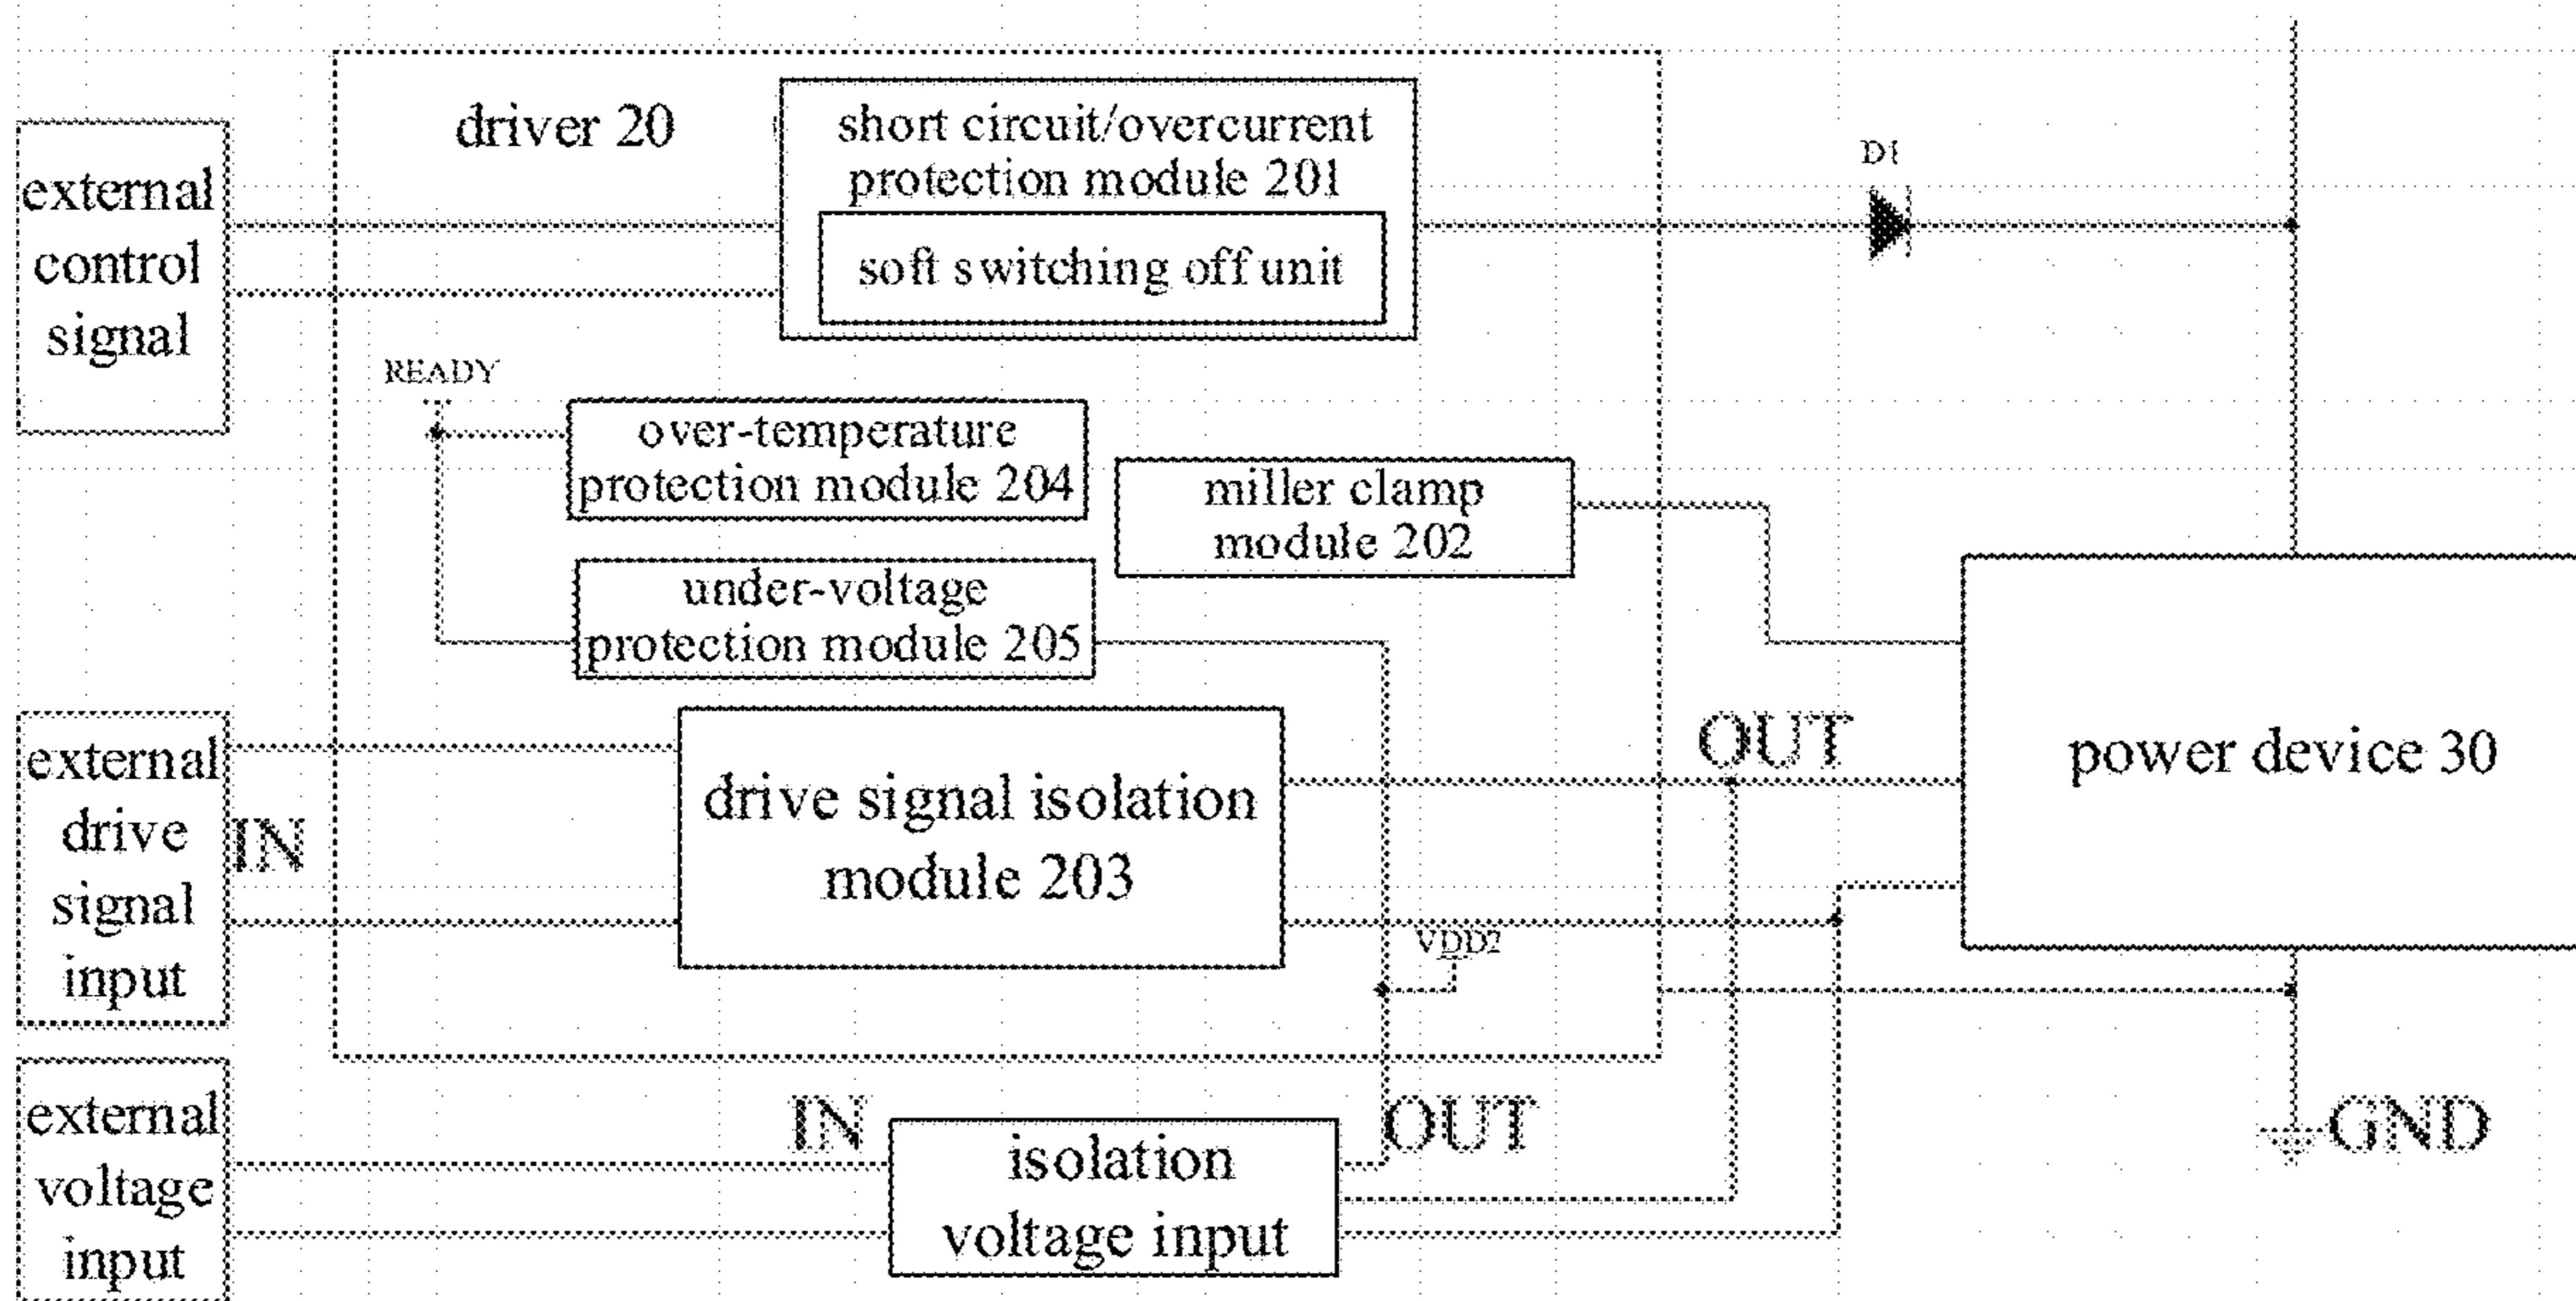 driver 20
short circuit/overcurrent
protection module 201
soft switching off unit
external
control
signal
D1
READY
over-temperature
protection module 204
miller clamp
module 202
under-voltage
protection module 205
external
drive
signal
input
IN
drive signal isolation
module 203
OUT
power device 30
VDD2
external
voltage
input
IN
isolation
voltage input
OUT
GND